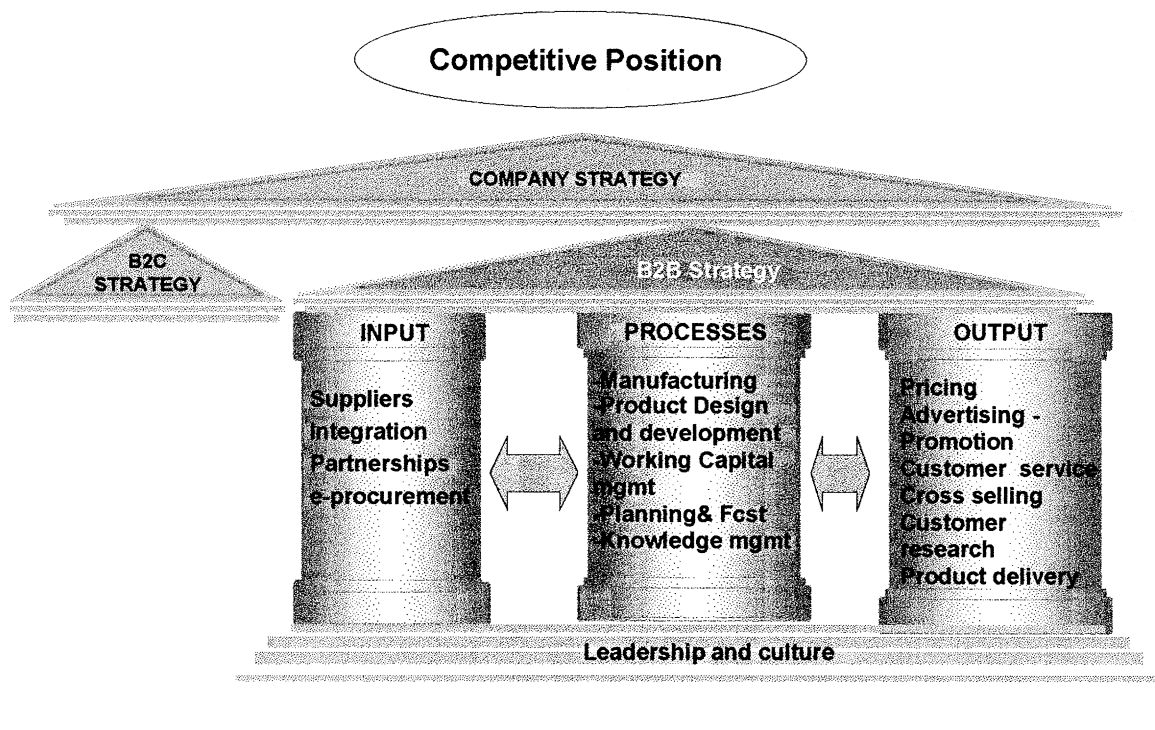 Competitive Position
COMPANY STRATEGY
B2C
STRATEGY
B2B Strategy
INPUT
Suppliers
Integration
Partnerships
e-procurement
PROCESSES
-Manufacturing
-Product Design
and development
-Working Capital
mgmt
-Planning& Fcst
-Knowledge mgmt
OUTPUT
Pricing
Advertising -
Promotion
Customer service
Cross selling
Customer
research
Product delivery
Leadership and culture